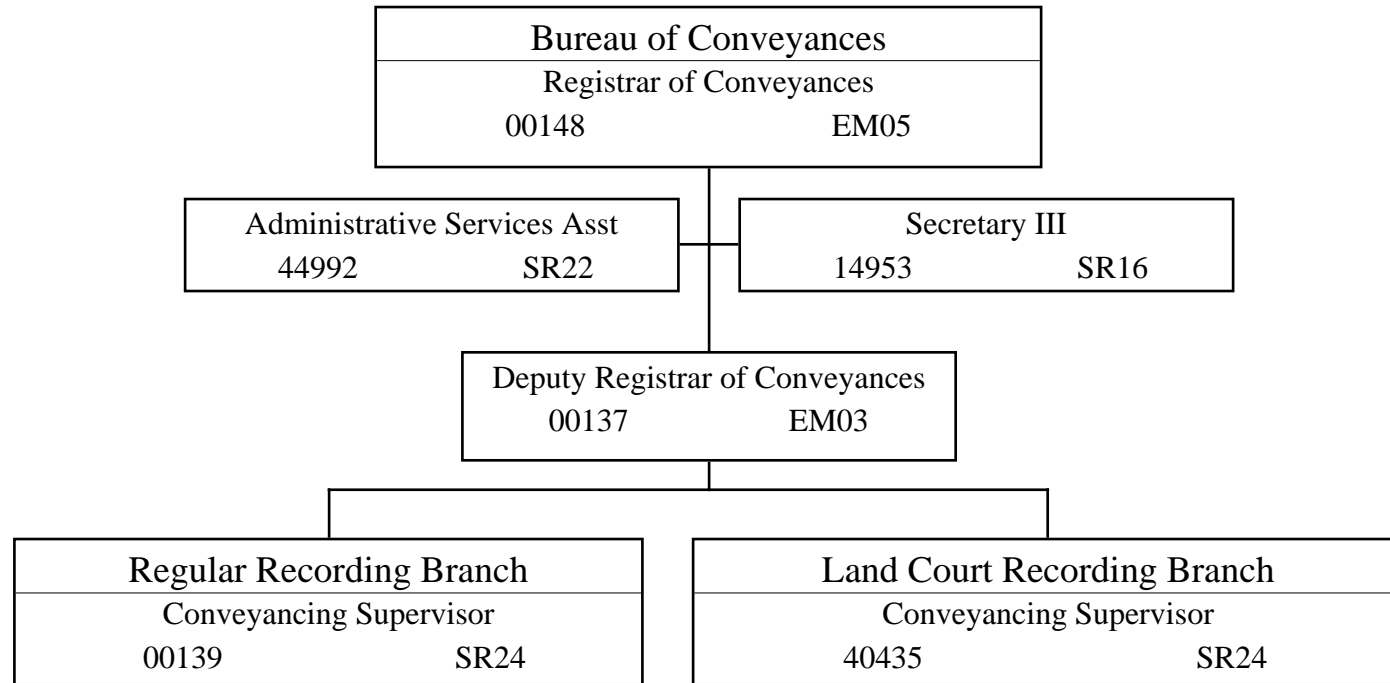 Bureau of Conveyances
Registrar of Conveyances
00148 EM05
Administrative Services Asst
44992 SR22
Secretary III
14953 SR16
Deputy Registrar of Conveyances
00137 EM03
Regular Recording Branch
Conveyancing Supervisor
00139 SR24
Land Court Recording Branch
Conveyancing Supervisor
40435 SR24